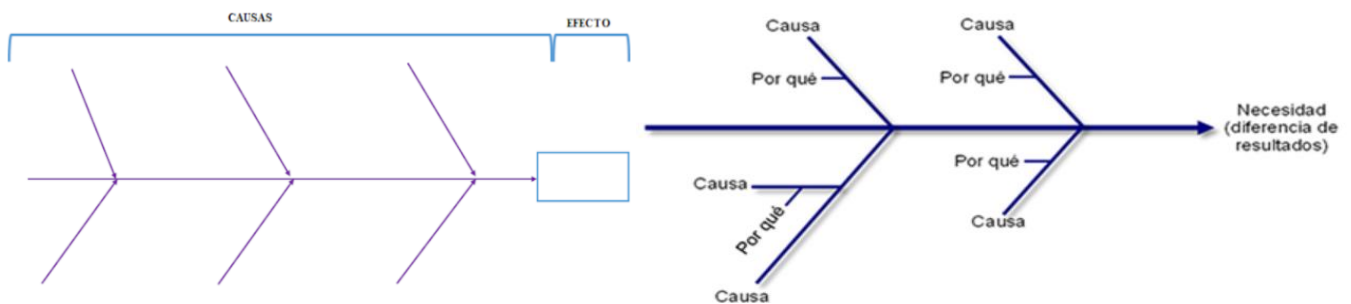 CAUSAS
EFECTO
Causa
Causa
Por qué
Por qué
Necesidad
(diferencia de
resultados)
Por qué
Causa
Por qué
Causa
Causa